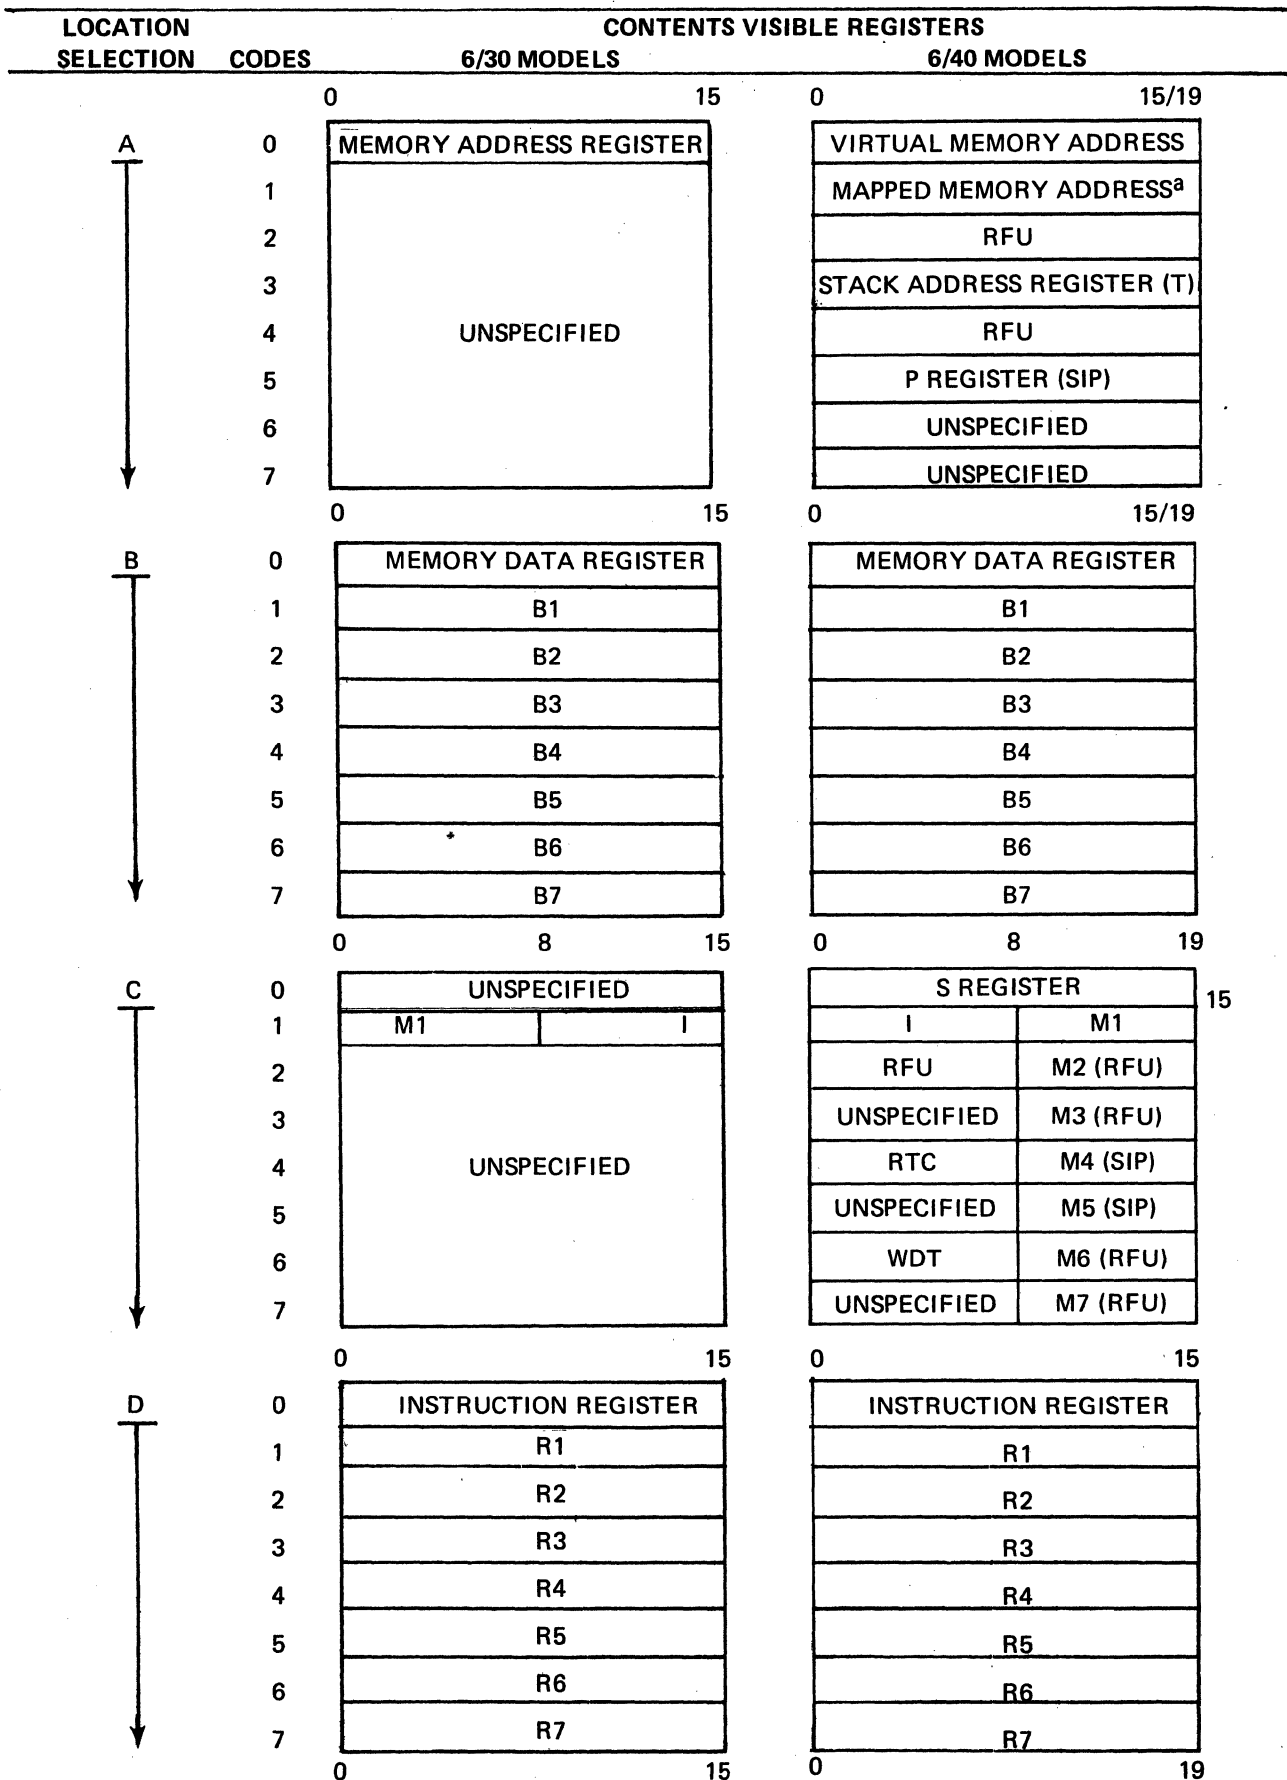 LOCATION CONTENTS VISIBLE REGISTERS
SELECTION CODES 6/30 MODELS 6/40 MODELS
0 15 0 15/19
A 0 MEMORY ADDRESS REGISTER VIRTUAL MEMORY ADDRESS
1 MAPPED MEMORY ADDRESSa
2 RFU
3 STACK ADDRESS REGISTER (T)
4 UNSPECIFIED RFU
5 P REGISTER (SIP)
6 UNSPECIFIED
7 UNSPECIFIED
0 15 0 15/19
B 0 MEMORY DATA REGISTER MEMORY DATA REGISTER
1 B1 B1
2 B2 B2
3 B3 B3
4 B4 B4
5 B5 B5
6 B6 B6
7 B7 B7
0 8 15 0 8 19
C 0 UNSPECIFIED S REGISTER 15
1 M1 I I M1
2 RFU M2 (RFU)
3 UNSPECIFIED M3 (RFU)
4 UNSPECIFIED RTC M4 (SIP)
5 UNSPECIFIED M5 (SIP)
6 WDT M6 (RFU)
7 UNSPECIFIED M7 (RFU)
0 15 0 15
D 0 INSTRUCTION REGISTER INSTRUCTION REGISTER
1 R1 R1
2 R2 R2
3 R3 R3
4 R4 R4
5 R5 R5
6 R6 R6
7 R7 R7
0 15 0 19